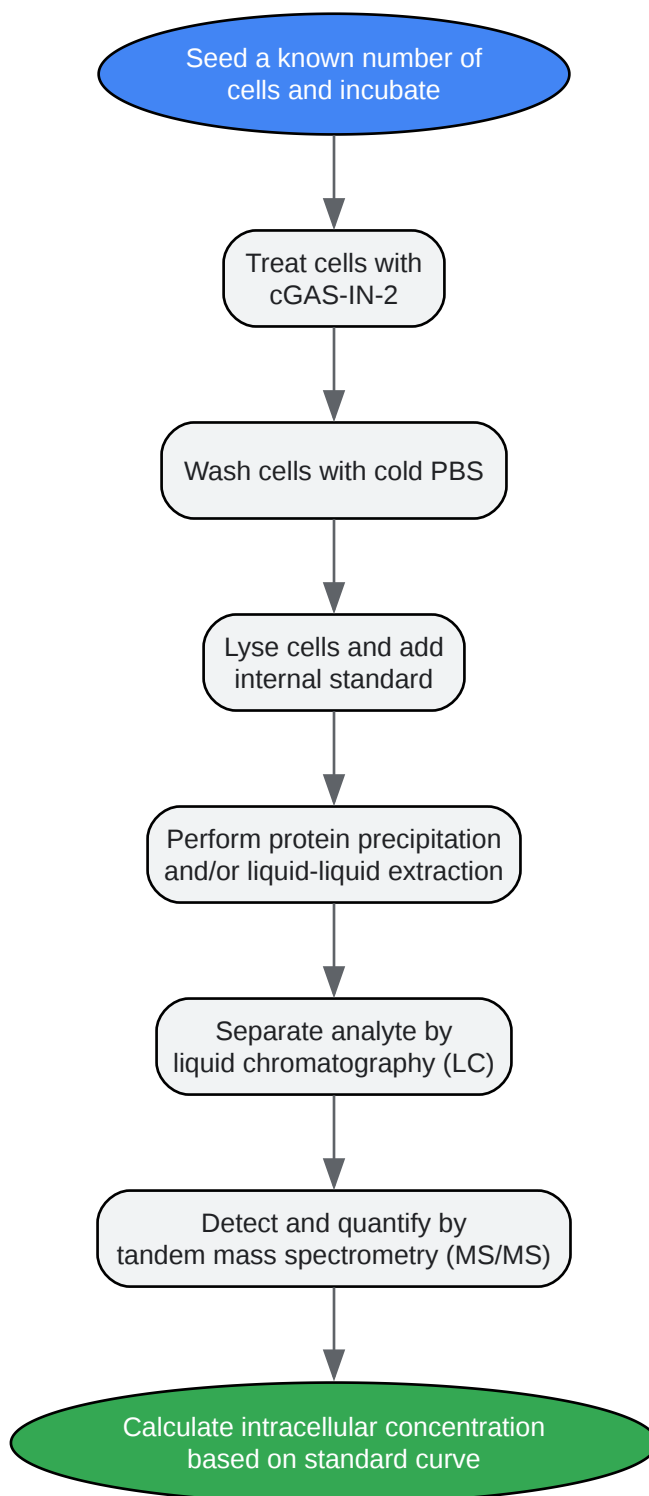 Seed a known number of
cells and incubate
Treat cells with
cGAS-IN-2
Wash cells with cold PBS
Lyse cells and add
internal standard
Perform protein precipitation
and/or liquid-liquid extraction
Separate analyte by
liquid chromatography (LC)
Detect and quantify by
tandem mass spectrometry (MS/MS)
Calculate intracellular concentration
based on standard curve